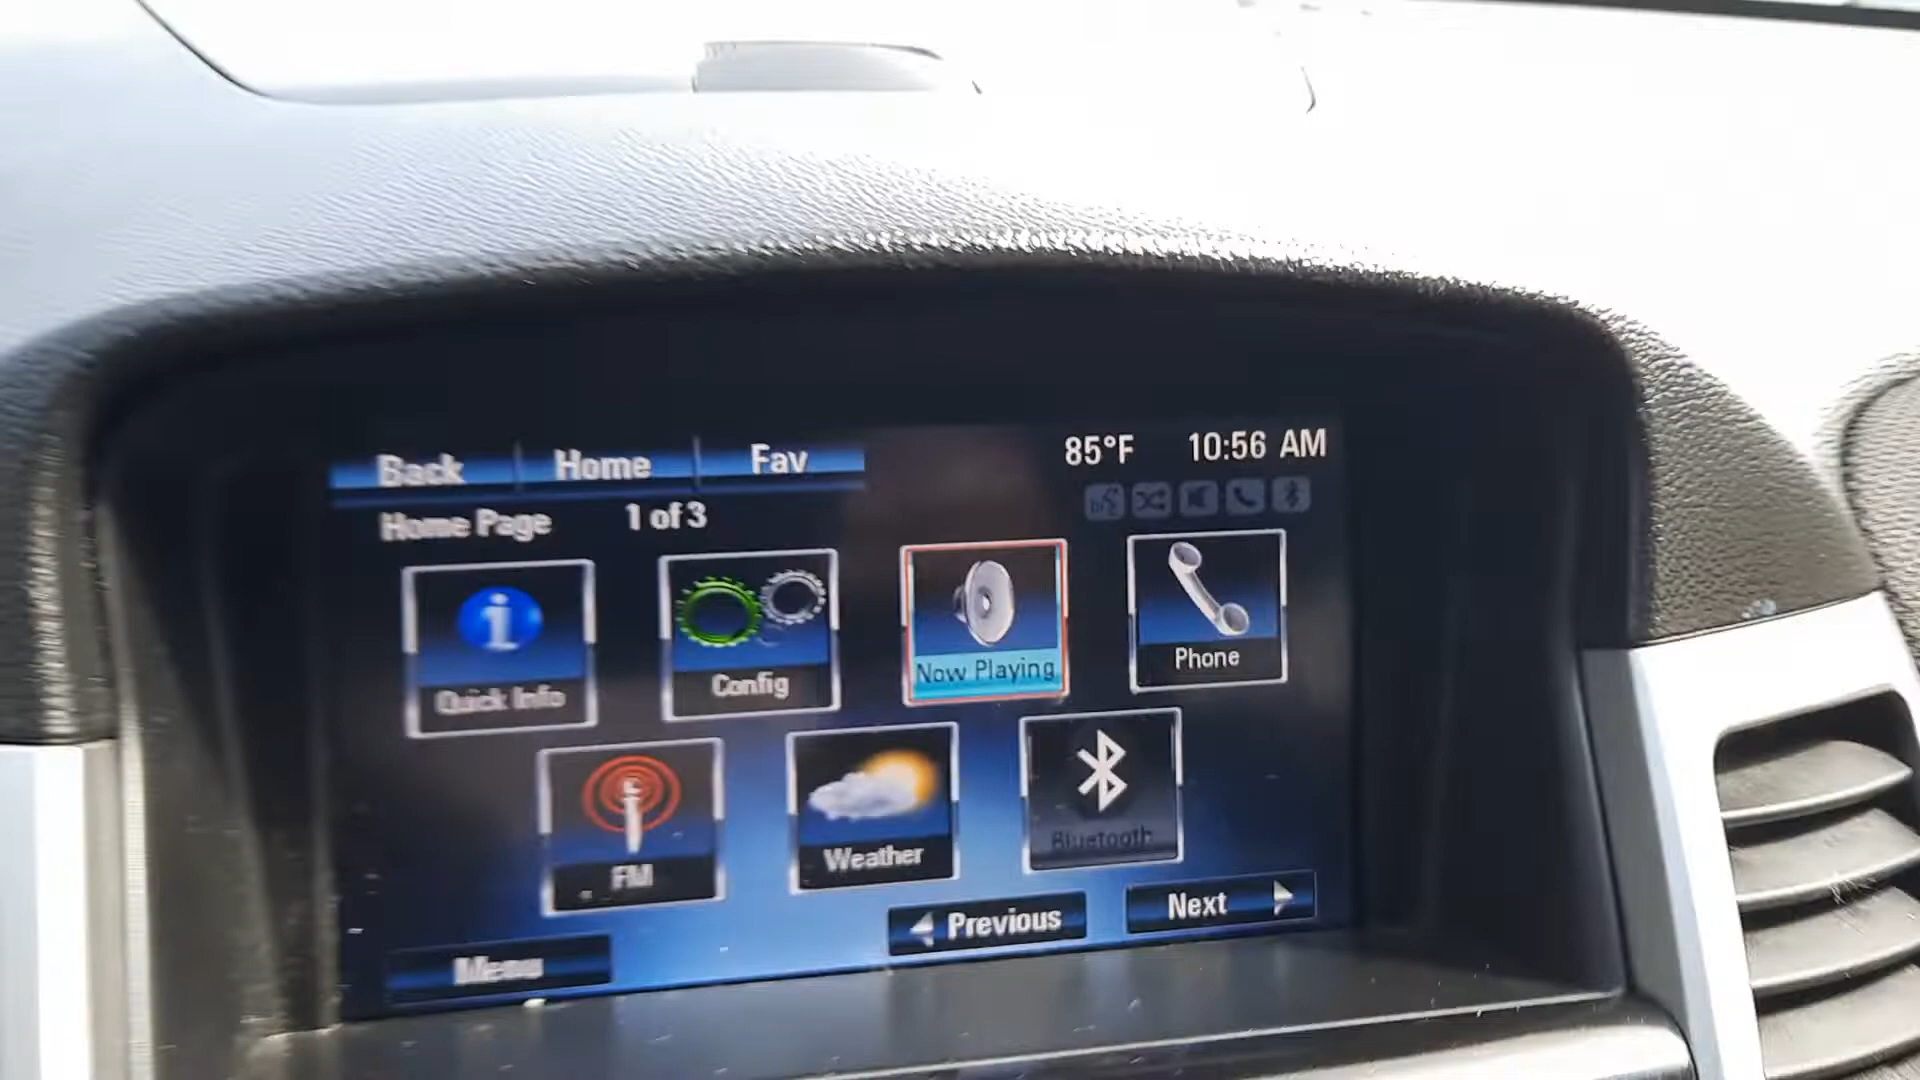 Back Home Fav 85°F 10:56 AM
Home Page 1 of 3
Quick Info Config Now Playing Phone
FM Weather Bluetooth
Previous Next
Menu